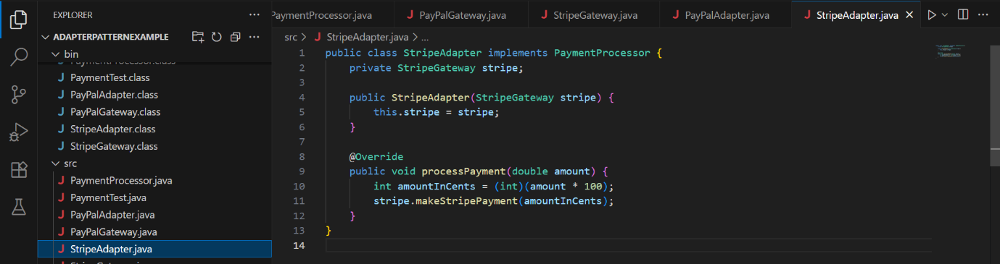 EXPLORER
PaymentProcessor.java
PayPalGateway.java
StripeGateway.java
PayPalAdapter.java
StripeAdapter.java
ADAPTERPATTERNEXAMPLE
src > StripeAdapter.java > ...
bin
PaymentProcessor.class
PaymentTest.class
PayPalAdapter.class
PayPalGateway.class
StripeAdapter.class
StripeGateway.class
src
PaymentProcessor.java
PaymentTest.java
PayPalAdapter.java
PayPalGateway.java
StripeAdapter.java
1 public class StripeAdapter implements PaymentProcessor {
2     private StripeGateway stripe;
3
4     public StripeAdapter(StripeGateway stripe) {
5         this.stripe = stripe;
6     }
7
8     @Override
9     public void processPayment(double amount) {
10         int amountInCents = (int)(amount * 100);
11         stripe.makeStripePayment(amountInCents);
12     }
13 }
14